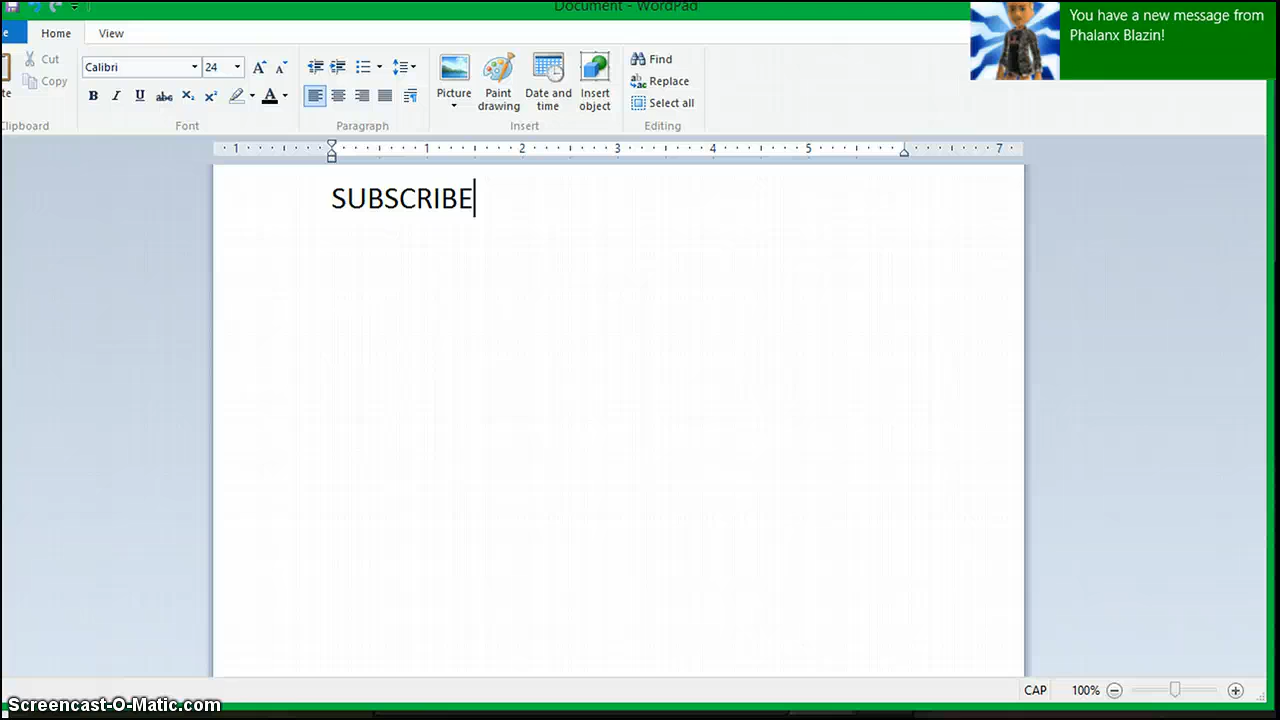 Document - WordPad
Home View
You have a new message from
Phalanx Blazin!
Cut
Copy
Calibri 24
Find
Replace
Select all
Picture
Paint drawing
Date and time
Insert object
Clipboard Font Paragraph Insert Editing
1 1 2 3 4 5 7
SUBSCRIBE
CAP 100%
Screencast-O-Matic.com